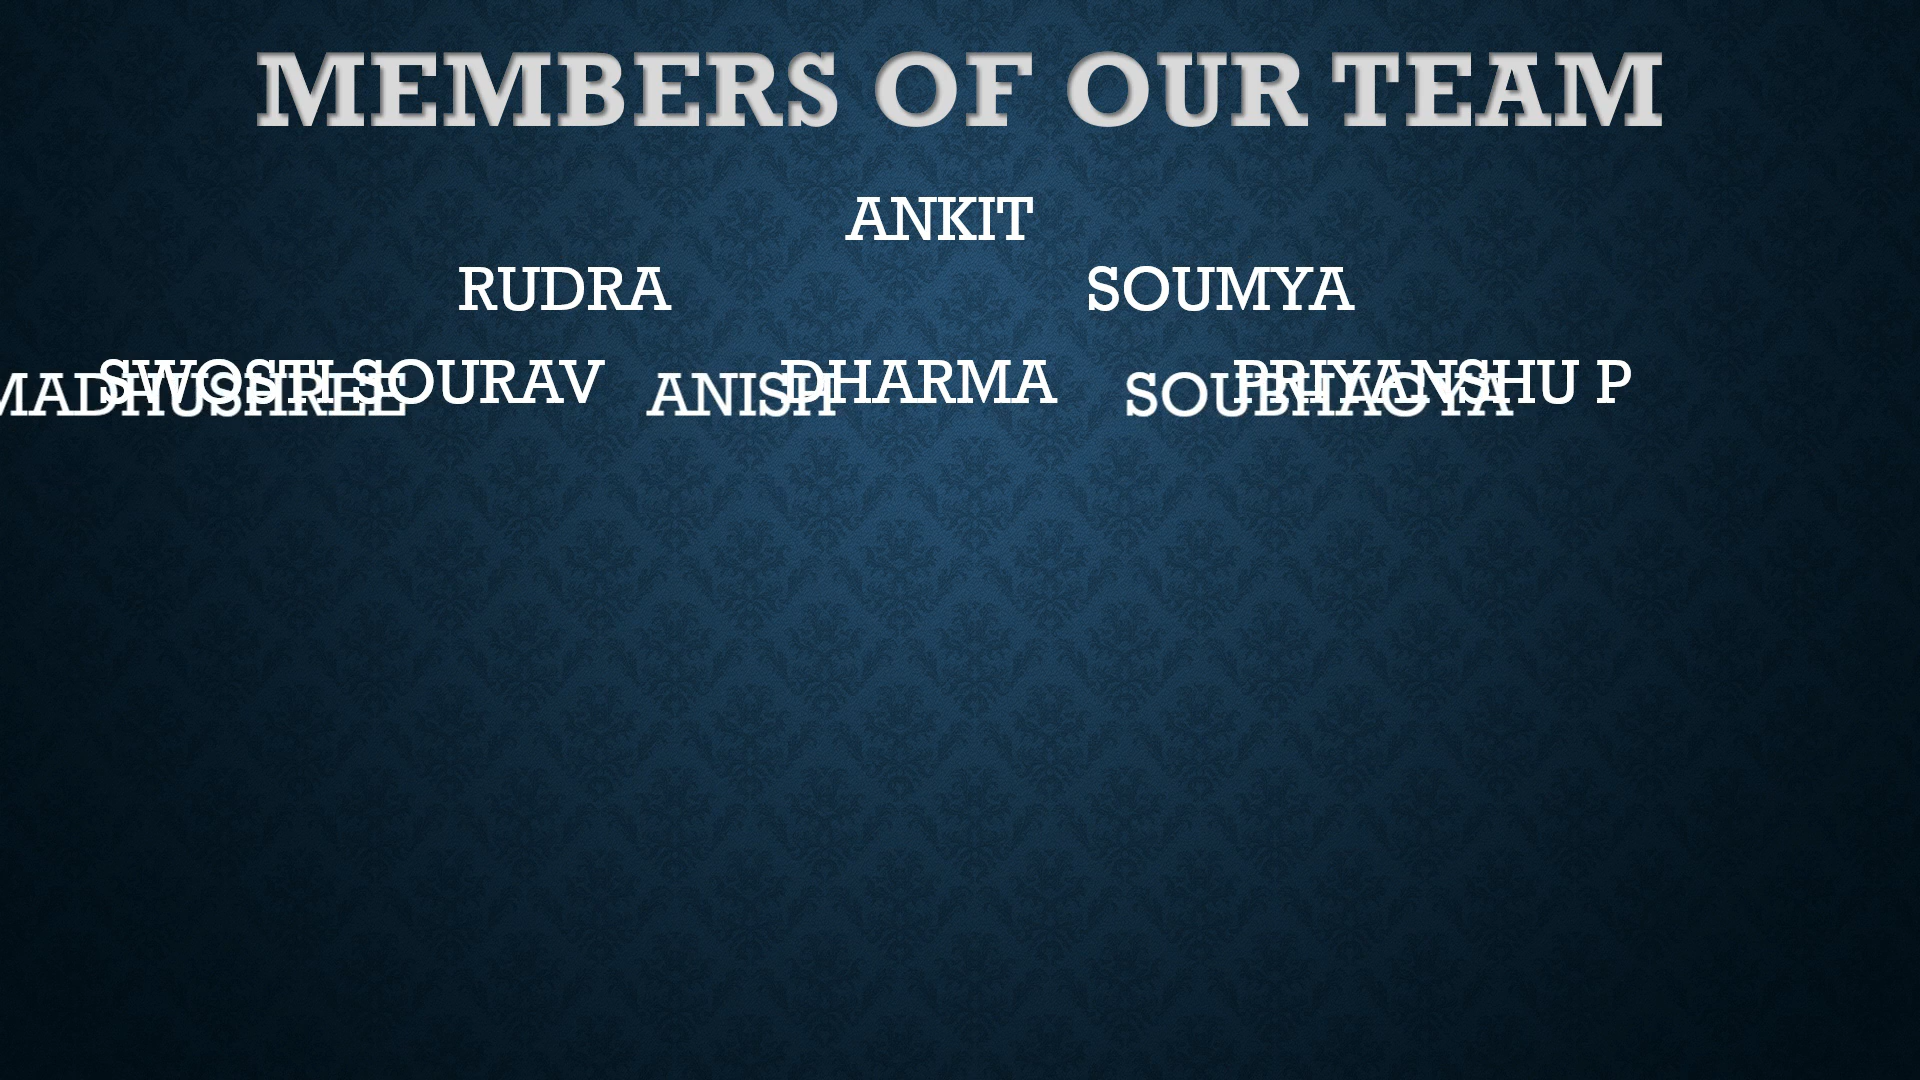 MEMBERS OF OUR TEAM
ANKIT
RUDRA SOUMYA
SWOSTI SOURAV DHARMA PRIYANSHU P
MADHUSHREE ANISH SOUBHAGYA